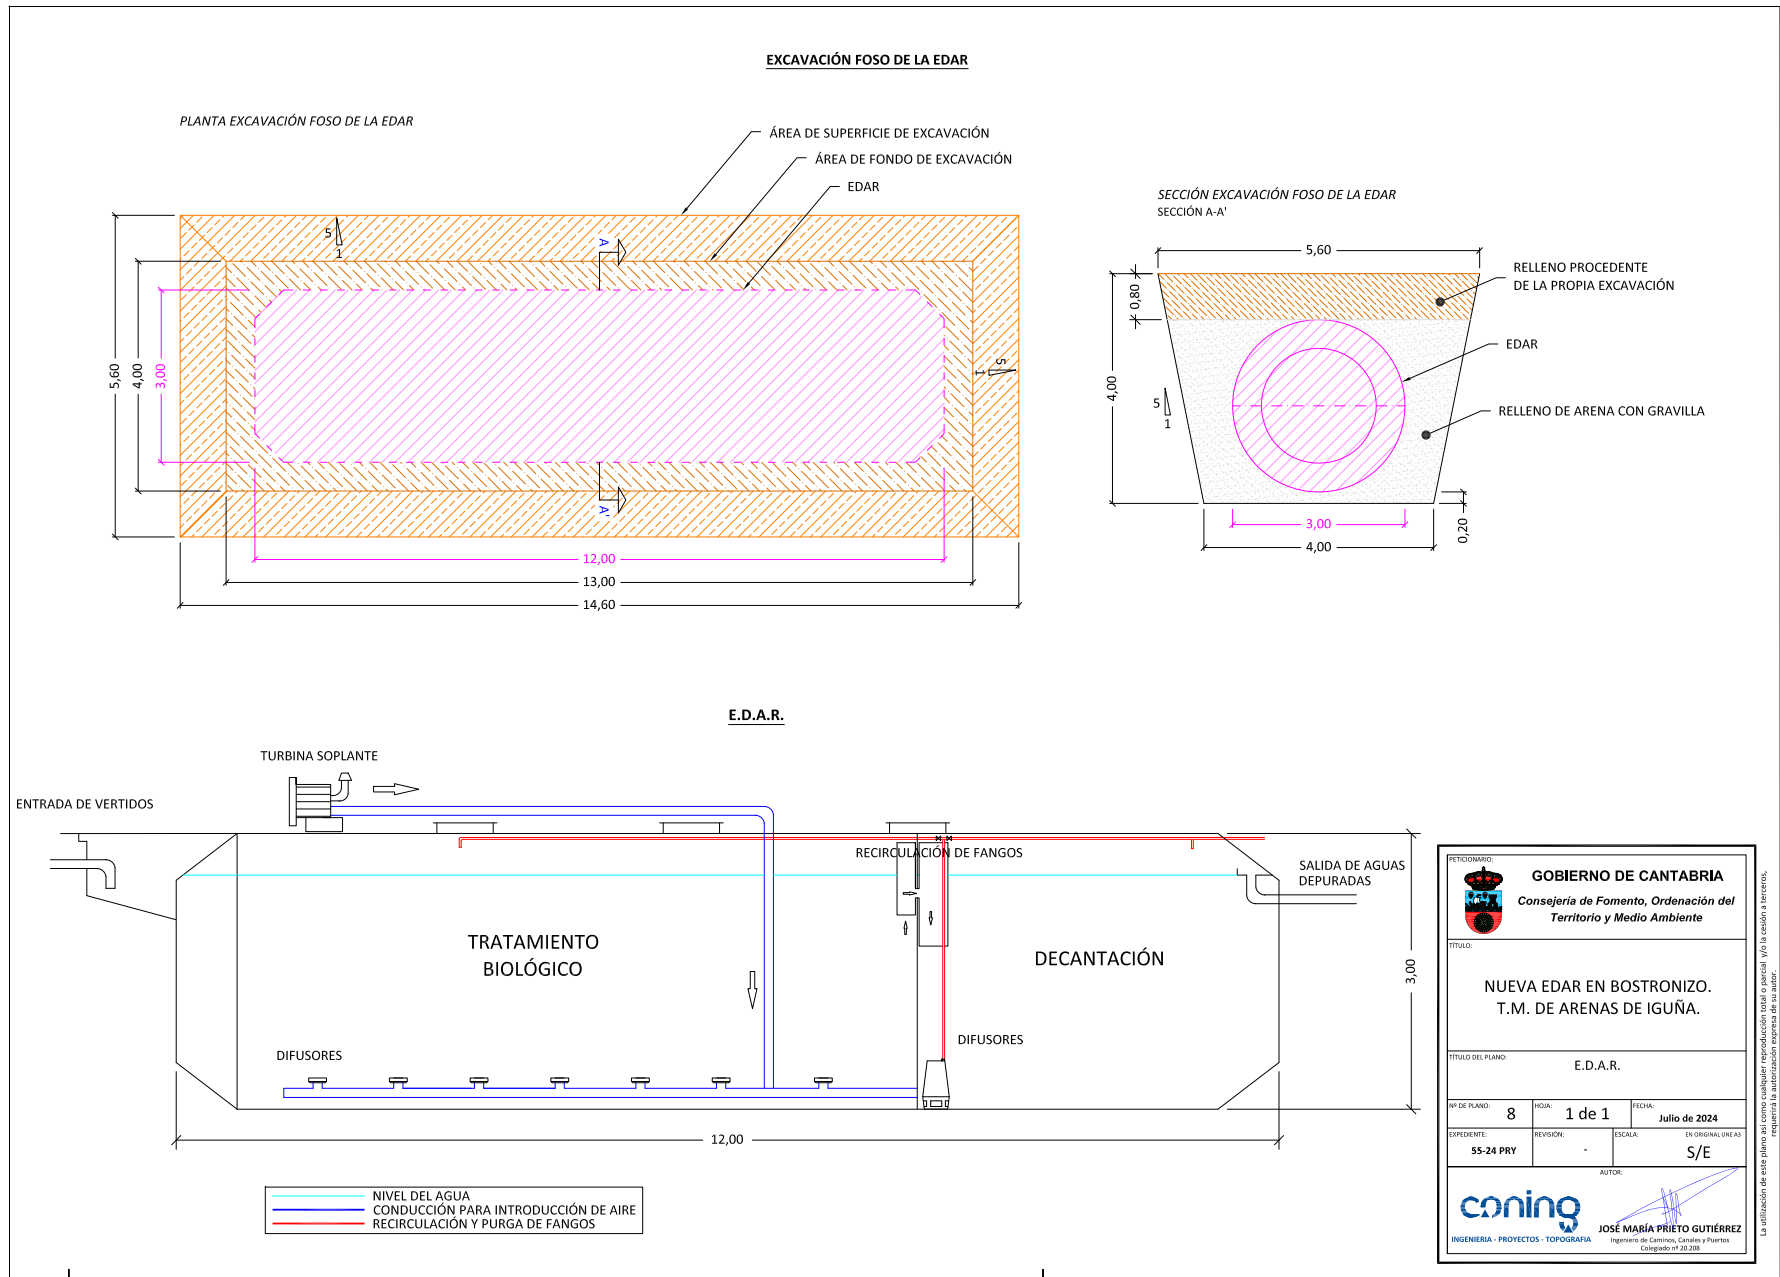 EXCAVACIÓN FOSO DE LA EDAR
PLANTA EXCAVACIÓN FOSO DE LA EDAR
ÁREA DE SUPERFICIE DE EXCAVACIÓN
ÁREA DE FONDO DE EXCAVACIÓN
EDAR
5
1
A
5
1
A'
5,60
4,00
3,00
12,00
13,00
14,60
SECCIÓN EXCAVACIÓN FOSO DE LA EDAR
SECCIÓN A-A'
5,60
0,80
4,00
5
1
RELLENO PROCEDENTE
DE LA PROPIA EXCAVACIÓN
EDAR
RELLENO DE ARENA CON GRAVILLA
3,00
4,00
0,20
E.D.A.R.
TURBINA SOPLANTE
ENTRADA DE VERTIDOS
RECIRCULACIÓN DE FANGOS
SALIDA DE AGUAS
DEPURADAS
TRATAMIENTO
BIOLÓGICO
DECANTACIÓN
DIFUSORES
DIFUSORES
3,00
12,00
NIVEL DEL AGUA
CONDUCCIÓN PARA INTRODUCCIÓN DE AIRE
RECIRCULACIÓN Y PURGA DE FANGOS
PETICIONARIO:
GOBIERNO DE CANTABRIA
Consejería de Fomento, Ordenación del
Territorio y Medio Ambiente
TÍTULO:
NUEVA EDAR EN BOSTRONIZO.
T.M. DE ARENAS DE IGUÑA.
TÍTULO DEL PLANO:
E.D.A.R.
Nº DE PLANO:
8
HOJA:
1 de 1
FECHA:
Julio de 2024
EXPEDIENTE:
55-24 PRY
REVISIÓN:
-
ESCALA:
EN ORIGINAL UNE A3
S/E
AUTOR:
coning
INGENIERIA - PROYECTOS - TOPOGRAFIA
JOSÉ MARÍA PRIETO GUTIÉRREZ
Ingeniero de Caminos, Canales y Puertos
Colegiado nº 20.208
La utilización de este plano así como cualquier reproducción total o parcial y/o la cesión a terceros,
requerirá la autorización expresa de su autor.